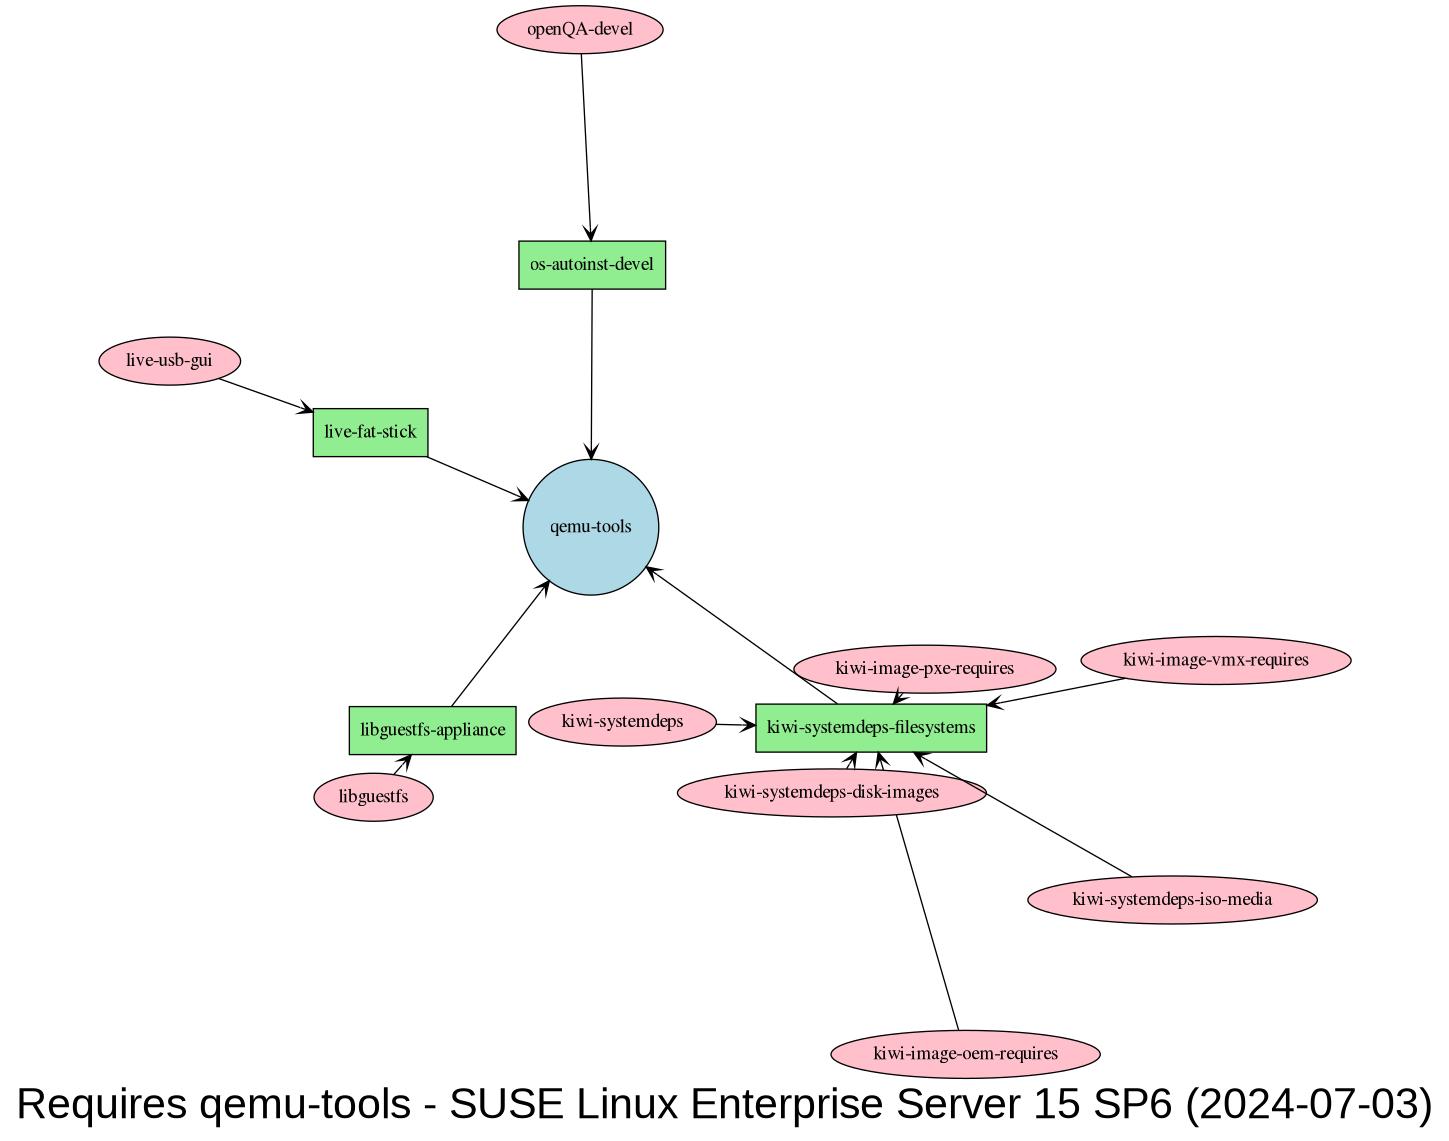 openQA-devel
os-autoinst-devel
live-usb-gui
live-fat-stick
qemu-tools
kiwi-image-pxe-requires
kiwi-image-vmx-requires
kiwi-systemdeps
kiwi-systemdeps-filesystems
libguestfs-appliance
libguestfs
kiwi-systemdeps-disk-images
kiwi-systemdeps-iso-media
kiwi-image-oem-requires
Requires qemu-tools - SUSE Linux Enterprise Server 15 SP6 (2024-07-03)